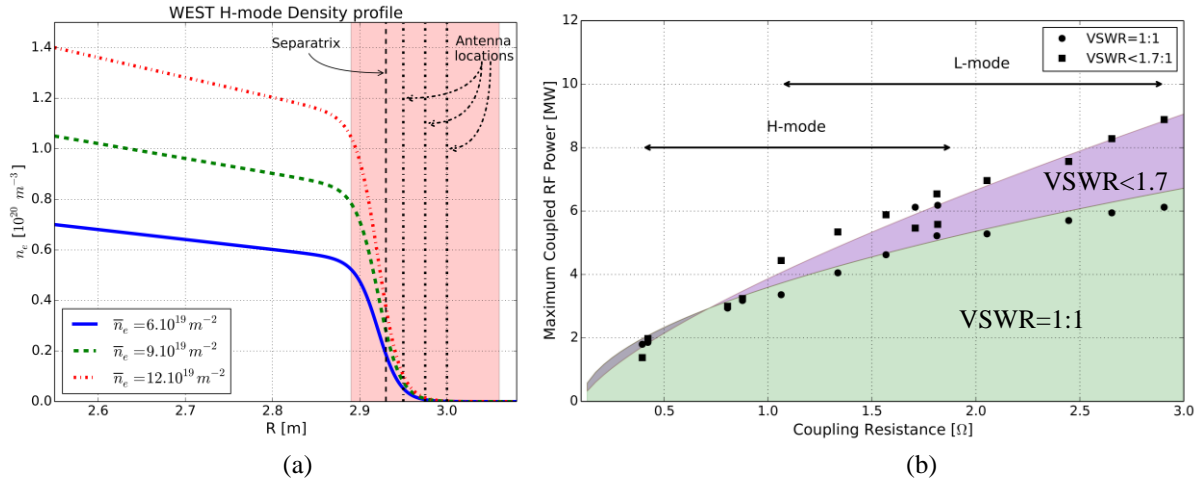 WEST H-mode Density profile
1.4
1.2
1.0
0.8
0.6
0.4
0.2
0.0
n_e [10^20 m^−3]
Separatrix
Antenna
locations
n̅_e = 6.10^19 m^−2
n̅_e = 9.10^19 m^−2
n̅_e = 12.10^19 m^−2
2.6 2.7 2.8 2.9 3.0
R [m]
(a)
12
10
8
6
4
2
0
Maximum Coupled RF Power [MW]
VSWR=1:1
VSWR<1.7:1
L-mode
H-mode
VSWR<1.7
VSWR=1:1
0.5 1.0 1.5 2.0 2.5 3.0
Coupling Resistance [Ω]
(b)